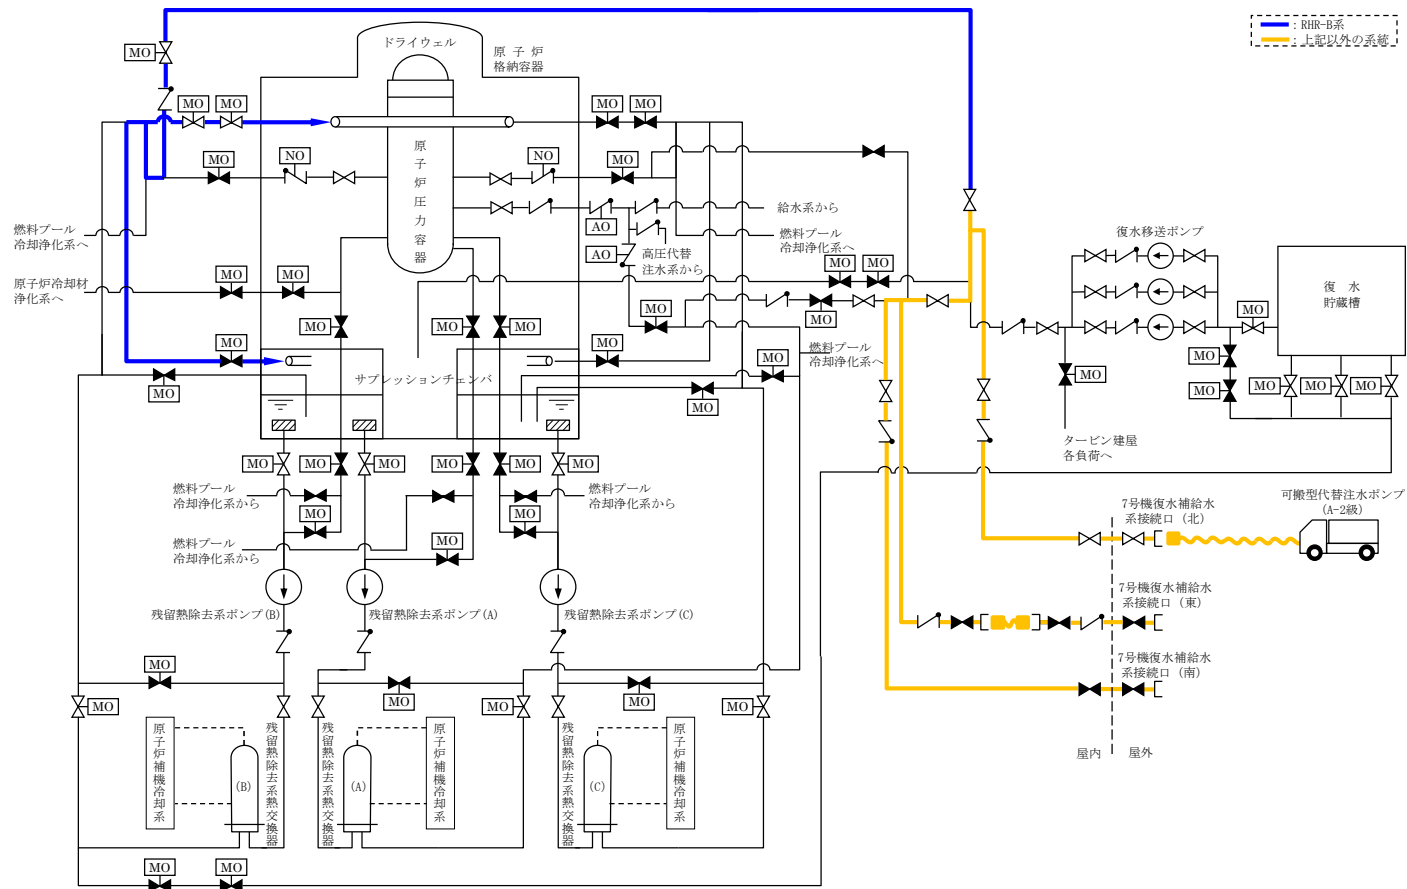 : RHR-B系
: 上記以外の系統
ドライウェル
原 子 炉
格納容器
MO
MO
MO
MO
MO
MO
NO
NO
MO
原子炉圧力容器
AO
AO
給水系から
燃料プール
冷却浄化系へ
高圧代替
注水系から
燃料プール
冷却浄化系へ
原子炉冷却材
浄化系へ
MO
MO
MO
MO
MO
MO
MO
MO
MO
MO
MO
MO
MO
燃料プール
冷却浄化系へ
MO
MO
MO
サプレッションチェンバ
復水移送ポンプ
復 水
貯蔵槽
MO
MO
MO
MO
MO
MO
MO
タービン建屋
各負荷へ
MO
MO
MO
MO
MO
MO
燃料プール
冷却浄化系から
燃料プール
冷却浄化系から
MO
MO
MO
燃料プール
冷却浄化系から
残留熱除去系ポンプ(B)
残留熱除去系ポンプ(A)
残留熱除去系ポンプ(C)
7号機復水補給水
系接続口 (北)
可搬型代替注水ポンプ
(A-2級)
7号機復水補給水
系接続口 (東)
7号機復水補給水
系接続口 (南)
屋内
屋外
MO
MO
MO
MO
MO
MO
原子炉補機冷却系
(B)
残留熱除去系熱交換器
残留熱除去系熱交換器
(A)
原子炉補機冷却系
残留熱除去系熱交換器
(C)
原子炉補機冷却系
MO
MO